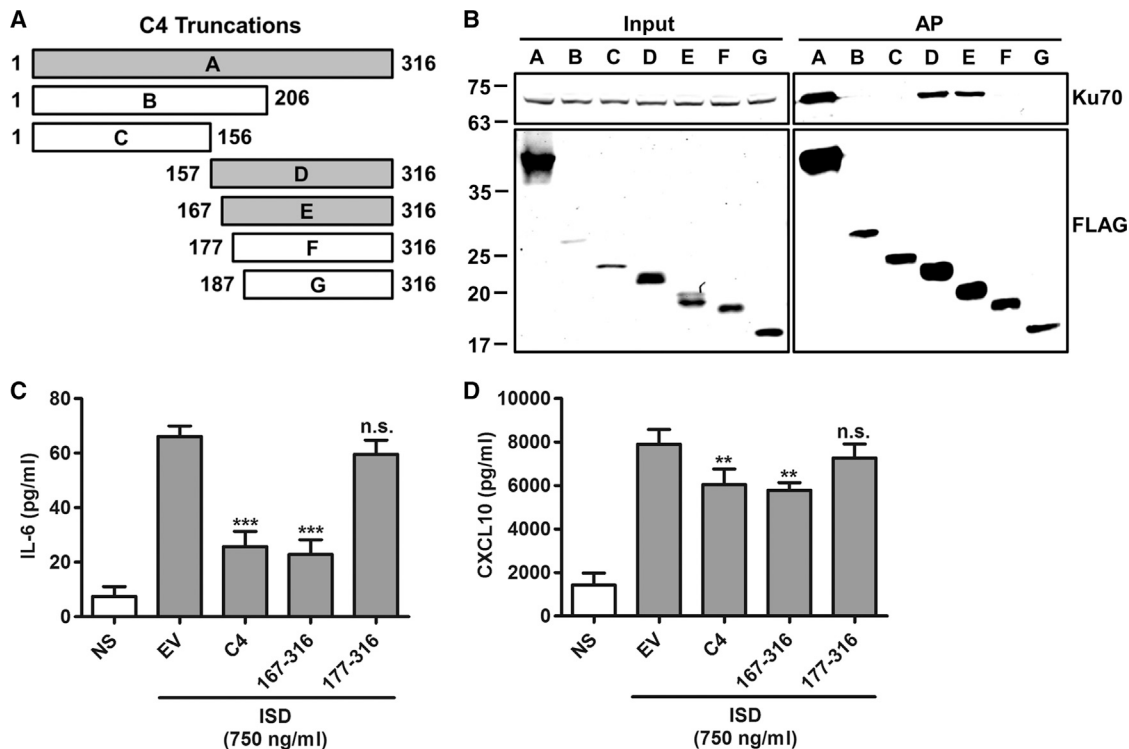 A
C4 Truncations
1 A 316
1 B 206
1 C 156
157 D 316
167 E 316
177 F 316
187 G 316
B
Input AP
A B C D E F G A B C D E F G
75
63
Ku70
35
25
20
17
FLAG
C
IL-6 (pg/ml)
80
60
40
20
0
*** *** n.s.
NS EV C4 167-316 177-316
ISD
(750 ng/ml)
D
CXCL10 (pg/ml)
10000
8000
6000
4000
2000
0
** ** n.s.
NS EV C4 167-316 177-316
ISD
(750 ng/ml)